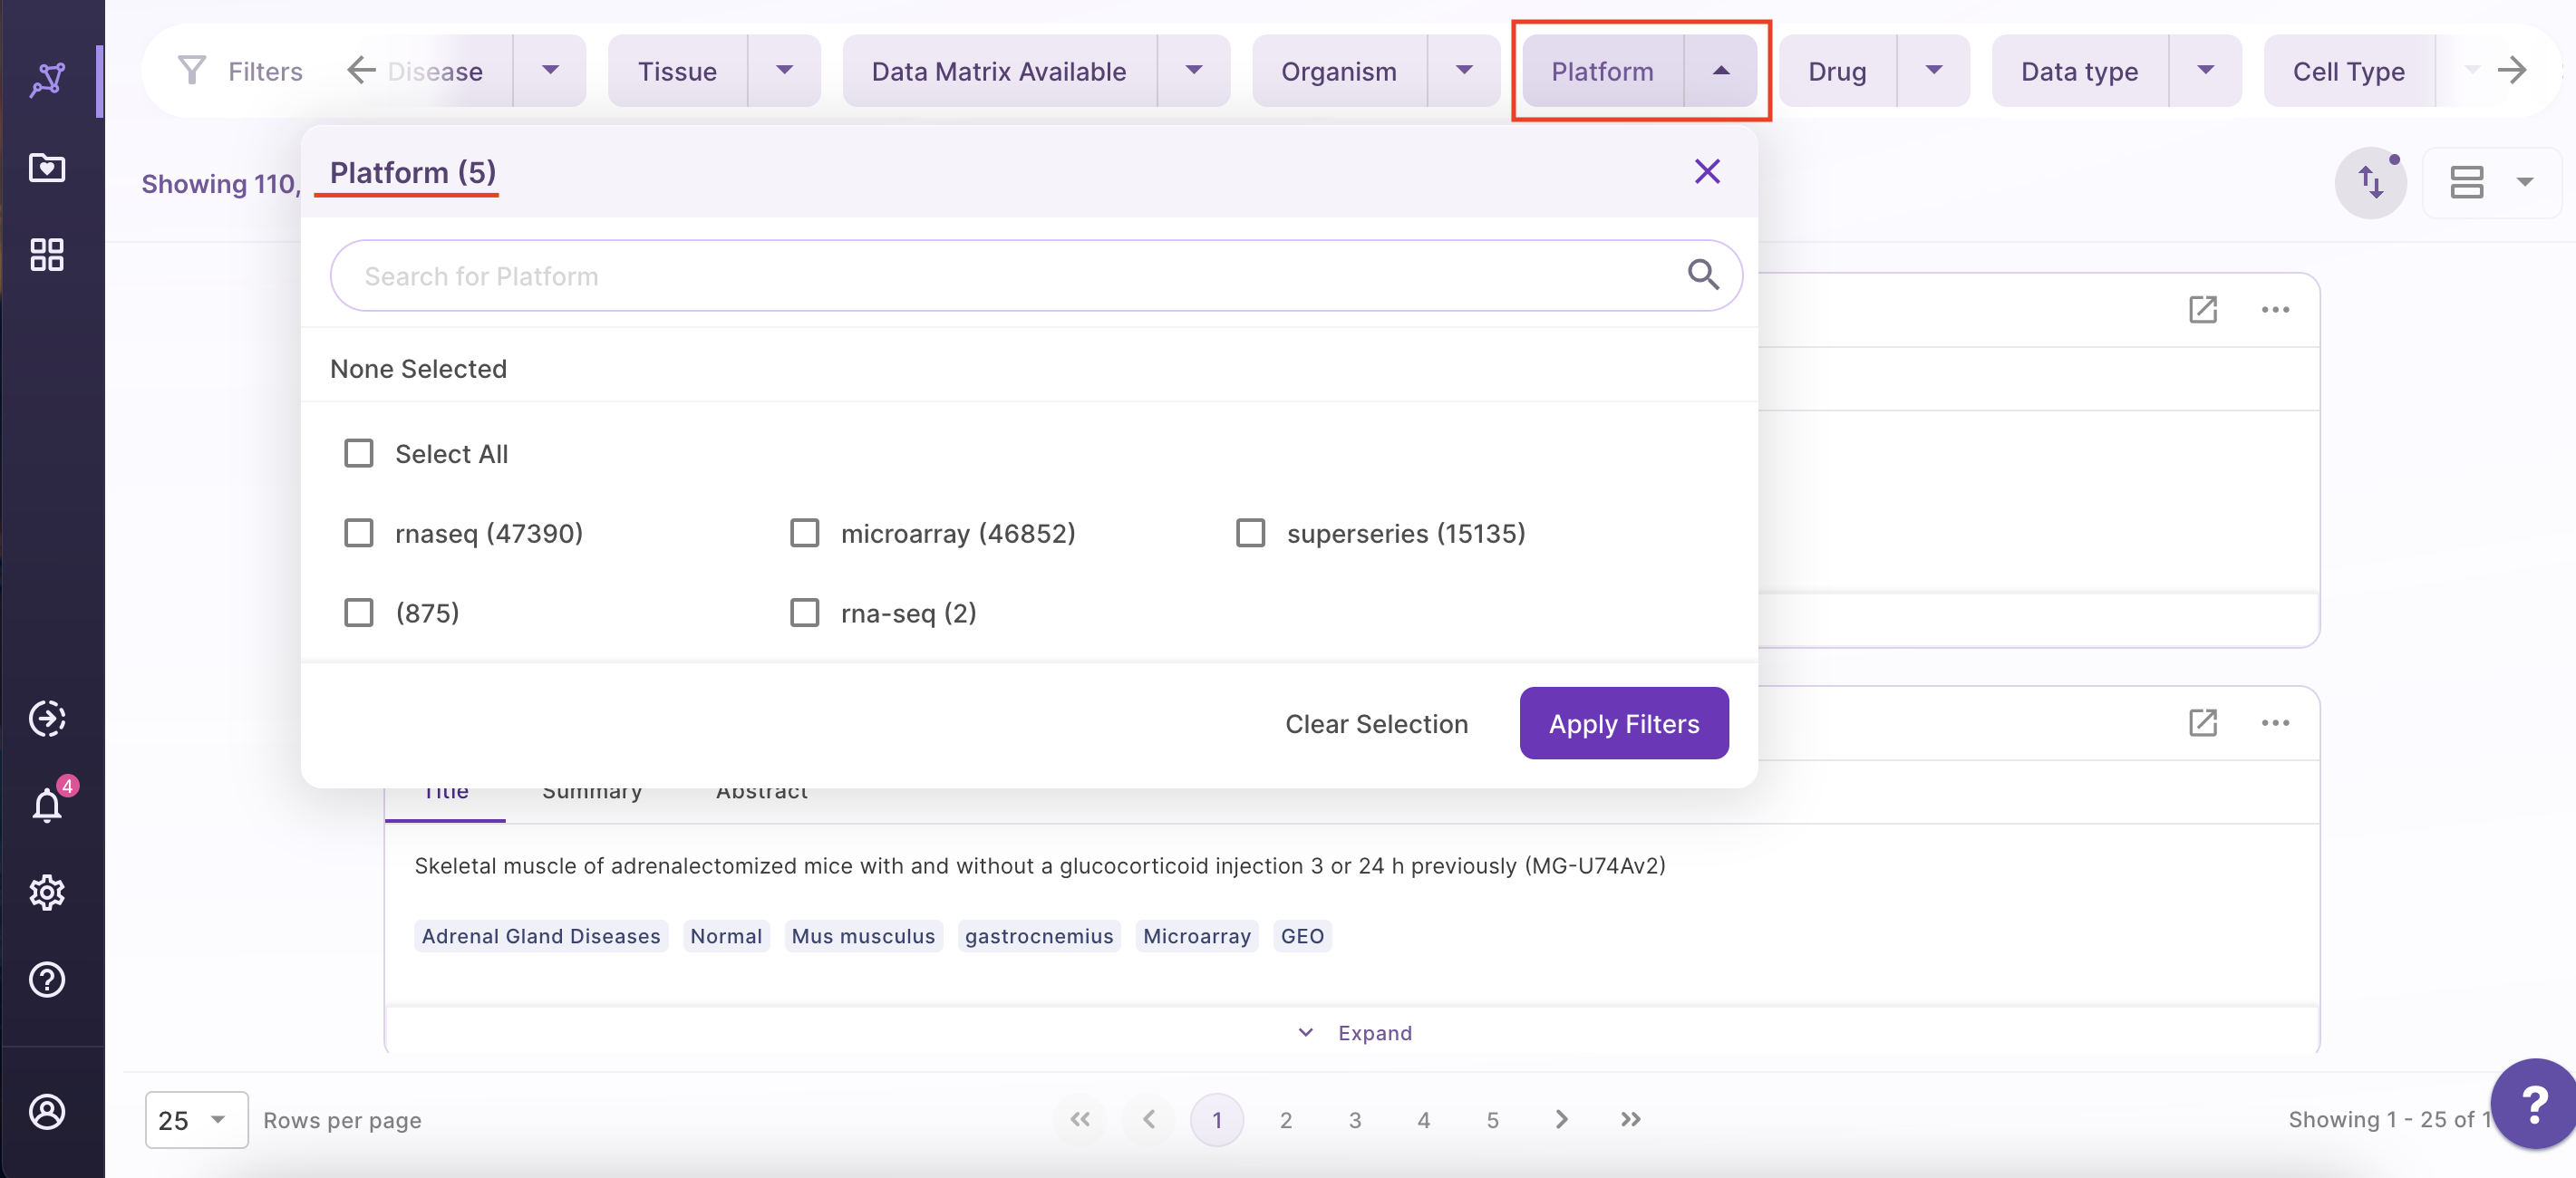 Filters Disease Tissue Data Matrix Available Organism Platform Drug Data type Cell Type
Showing 110,
Platform (5)
Search for Platform
None Selected
Select All
rnaseq (47390) microarray (46852) superseries (15135)
(875) rna-seq (2)
Clear Selection Apply Filters
Title Summary Abstract
Skeletal muscle of adrenalectomized mice with and without a glucocorticoid injection 3 or 24 h previously (MG-U74Av2)
Adrenal Gland Diseases Normal Mus musculus gastrocnemius Microarray GEO
Expand
4
25 Rows per page 1 2 3 4 5 Showing 1 - 25 of 1
?